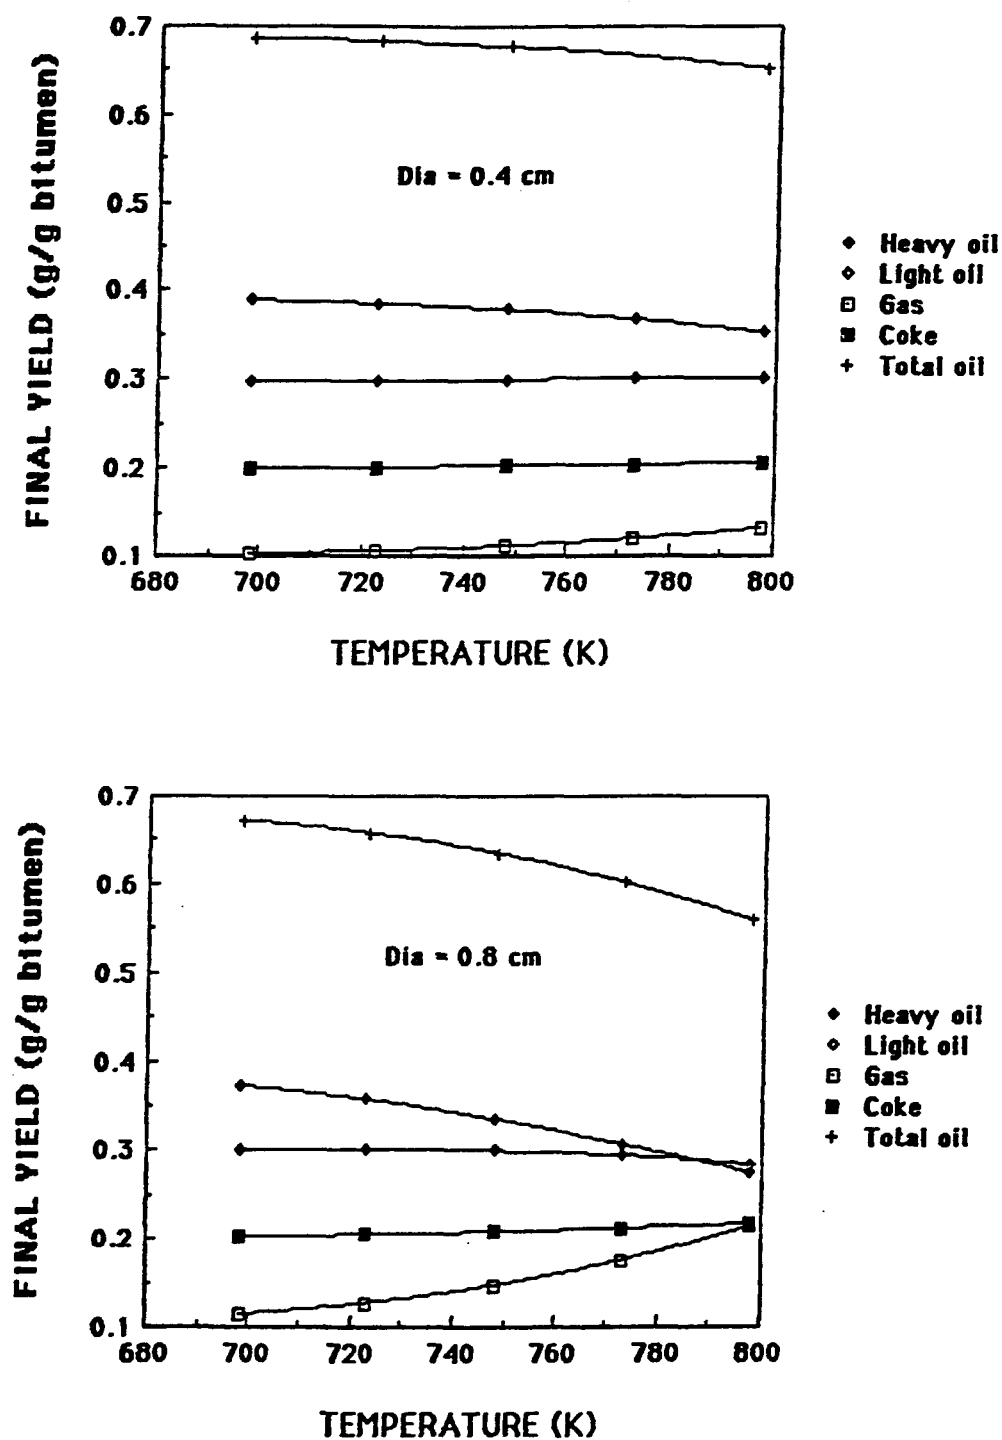 FINAL YIELD (g/g bitumen)
0.7
0.6
0.5
0.4
0.3
0.2
0.1
Dia = 0.4 cm
Heavy oil
Light oil
Gas
Coke
Total oil
680 700 720 740 760 780 800
TEMPERATURE (K)
FINAL YIELD (g/g bitumen)
0.7
0.6
0.5
0.4
0.3
0.2
0.1
Dia = 0.8 cm
Heavy oil
Light oil
Gas
Coke
Total oil
680 700 720 740 760 780 800
TEMPERATURE (K)